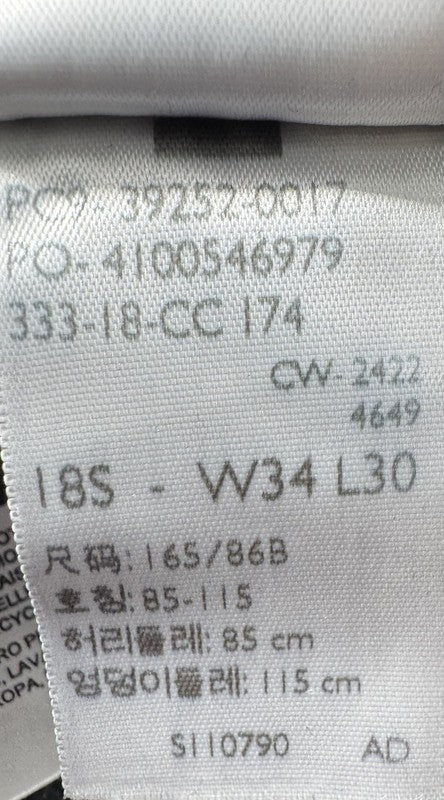 PC9-39252-0017
PO-4100546979
333-18-CC 174
CW-2422
4649
18S - W34 L30
尺码: 165/86B
호칭: 85-115
허리둘레: 85 cm
엉덩이둘레: 115 cm
S110790 AD